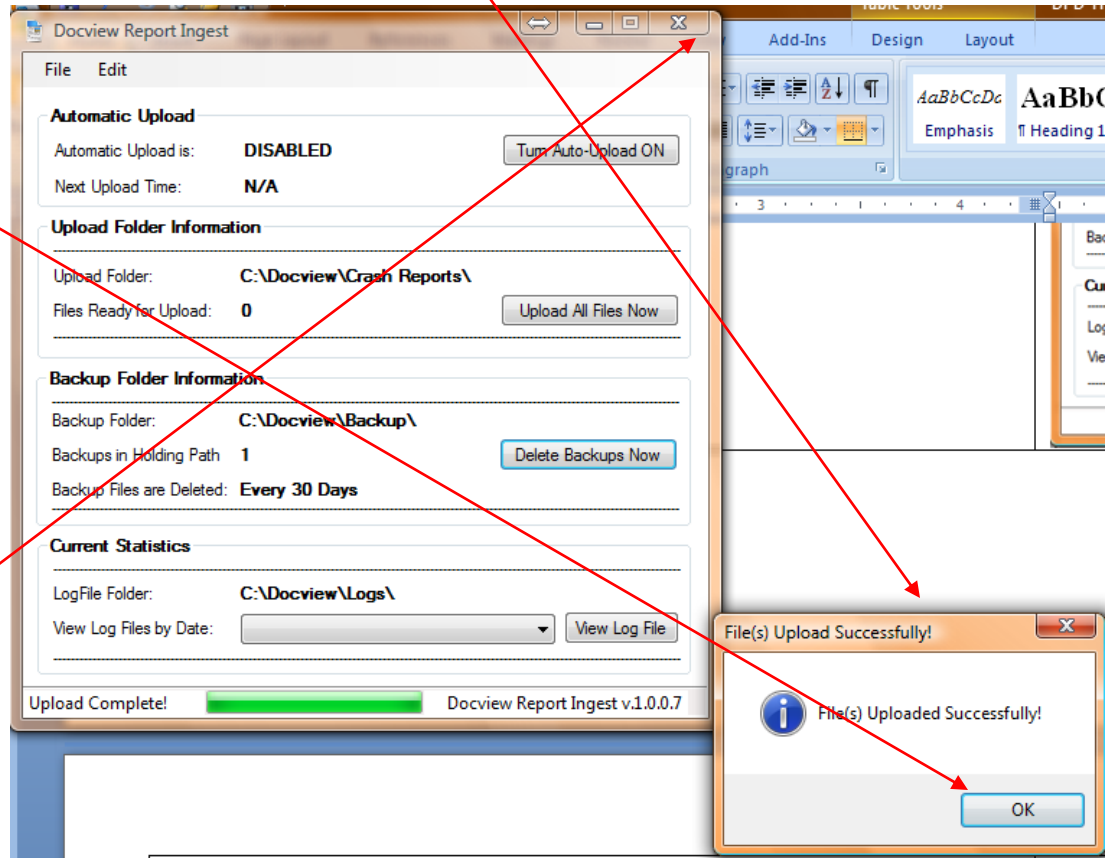 Docview Report Ingest
File Edit
Automatic Upload
Automatic Upload is: DISABLED Turn Auto-Upload ON
Next Upload Time: N/A
Upload Folder Information
Upload Folder: C:\Docview\Crash Reports\
Files Ready for Upload: 0 Upload All Files Now
Backup Folder Information
Backup Folder: C:\Docview\Backup\
Backups in Holding Path 1 Delete Backups Now
Backup Files are Deleted: Every 30 Days
Current Statistics
LogFile Folder: C:\Docview\Logs\
View Log Files by Date: View Log File
Upload Complete! Docview Report Ingest v.1.0.0.7
Add-Ins Design Layout
AaBbCcDc AaBbC
Emphasis ¶ Heading 1
graph
3 4
Bac
Cur
Log
Vie
File(s) Upload Successfully!
File(s) Uploaded Successfully!
OK